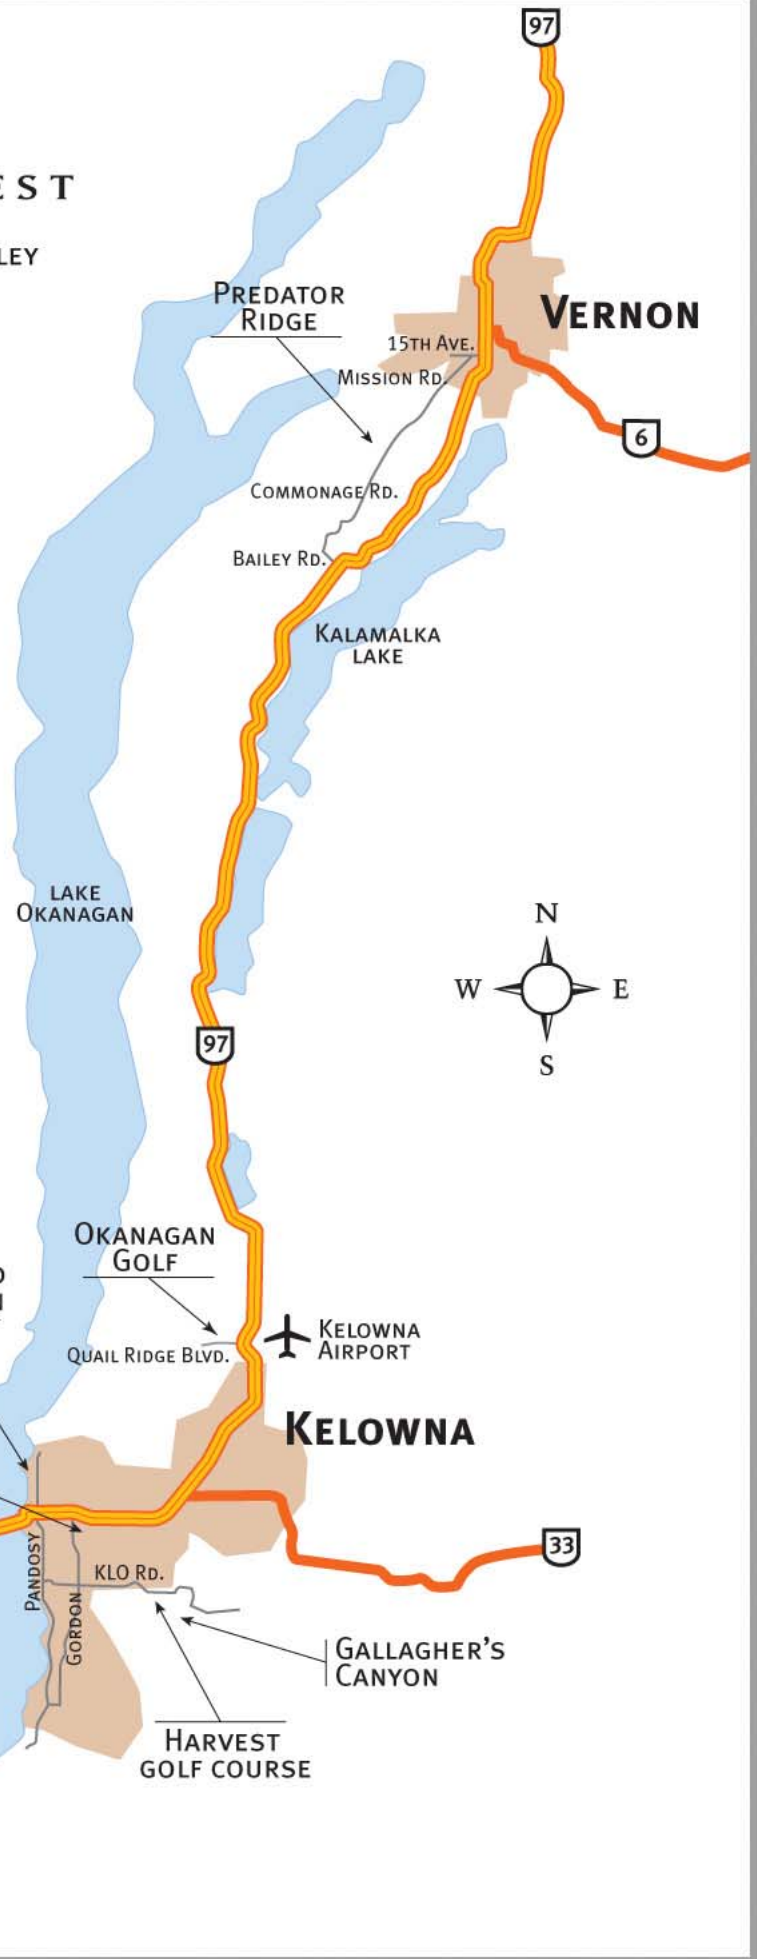 97
EST
LEY
PREDATOR
RIDGE
VERNON
15TH AVE.
MISSION RD.
6
COMMONAGE RD.
BAILEY RD.
KALAMALKA
LAKE
LAKE
OKANAGAN
N
W
E
S
97
OKANAGAN
GOLF
KELOWNA
AIRPORT
QUAIL RIDGE BLVD.
KELOWNA
33
PANDOSY
KLO RD.
GORDON
GALLAGHER'S
CANYON
HARVEST
GOLF COURSE